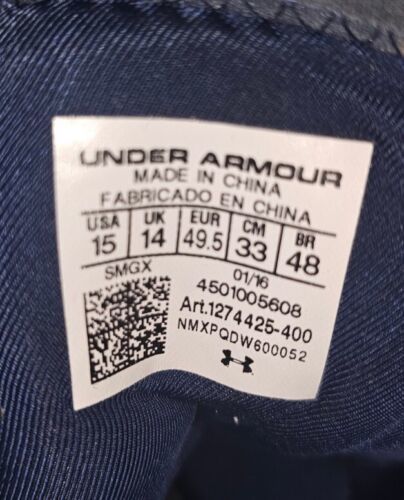 UNDER ARMOUR
MADE IN CHINA
FABRICADO EN CHINA
USA UK EUR CM BR
15 14 49.5 33 48
SMGX
01/16
4501005608
Art.1274425-400
NMXPQDW600052